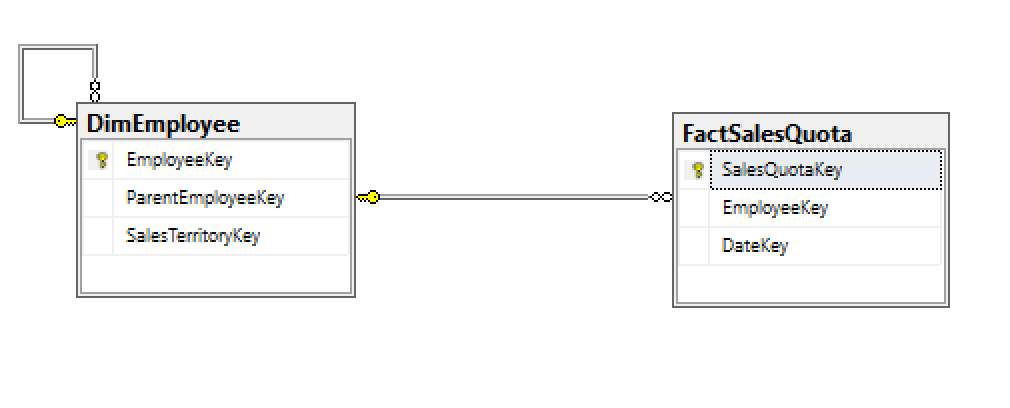 DimEmployee
EmployeeKey
ParentEmployeeKey
SalesTerritoryKey
FactSalesQuota
SalesQuotaKey
EmployeeKey
DateKey